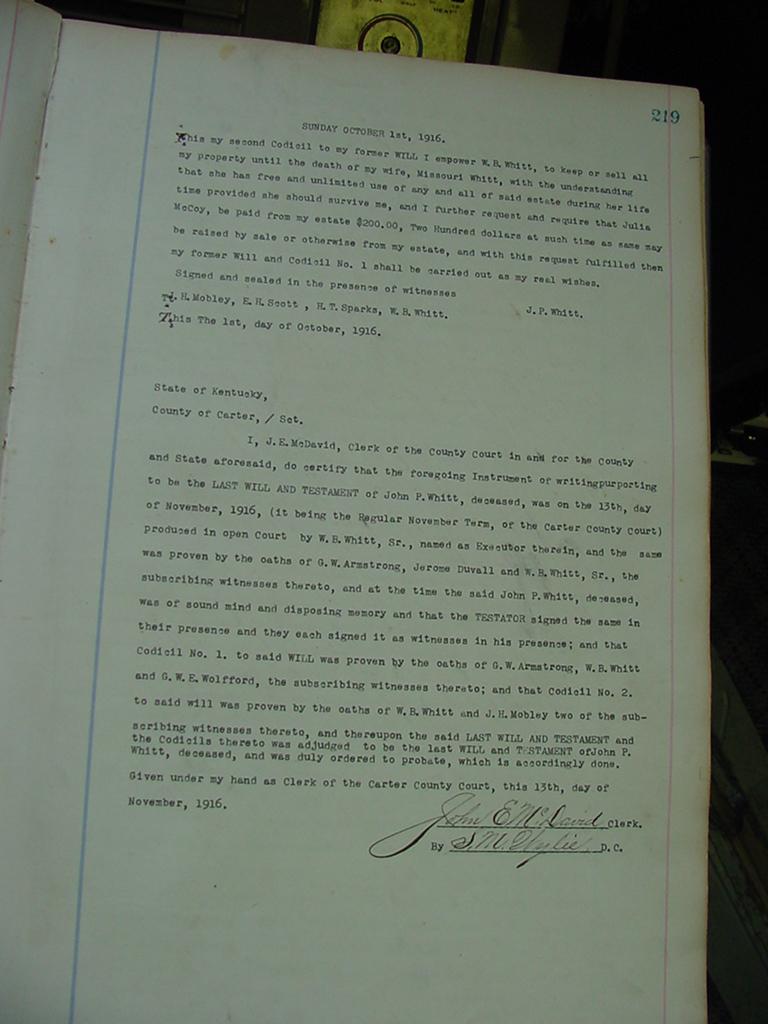 219
SUNDAY OCTOBER 1st, 1916.
This my second Codicil to my former WILL I empower W.B.Whitt, to keep or sell all
my property until the death of my wife, Missouri Whitt, with the understanding
that she has free and unlimited use of any and all of said estate during her life
time provided she should survive me, and I further request and require that Julia
McCoy, be paid from my estate $200.00, Two Hundred dollars at such time as same may
be raised by sale or otherwise from my estate, and with this request fulfilled then
my former Will and Codicil No. 1 shall be carried out as my real wishes.
Signed and sealed in the presence of witnesses
J.H.Mobley, E.H.Scott , H.T.Sparks, W.B.Whitt. J.P.Whitt.
This The 1st, day of October, 1916.
State of Kentucky,
County of Carter, / Sct.
I, J.E.McDavid, Clerk of the County Court in and for the County
and State aforesaid, do certify that the foregoing Instrument of writingpurporting
to be the LAST WILL AND TESTAMENT of John P.Whitt, deceased, was on the 13th, day
of November, 1916, (it being the Regular November Term, of the Carter County Court)
produced in open Court by W.B.Whitt, Sr., named as Executor therein, and the same
was proven by the oaths of G.W.Armstrong, Jerome Duvall and W.B.Whitt, Sr., the
subscribing witnesses thereto, and at the time the said John P.Whitt, deceased,
was of sound mind and disposing memory and that the TESTATOR signed the same in
their presence and they each signed it as witnesses in his presence; and that
Codicil No. 1. to said WILL was proven by the oaths of G.W.Armstrong, W.B.Whitt
and G.W.E.Wolfford, the subscribing witnesses thereto; and that Codicil No. 2.
to said will was proven by the oaths of W.B.Whitt and J.H.Mobley two of the sub-
scribing witnesses thereto, and thereupon the said LAST WILL AND TESTAMENT and
the Codicils thereto was adjudged to be the last WILL and TESTAMENT ofJohn P.
Whitt, deceased, and was duly ordered to probate, which is accordingly done.
Given under my hand as Clerk of the Carter County Court, this 13th, day of
November, 1916.
John E McDavid Clerk.
By S.M. Wylie, D.C.